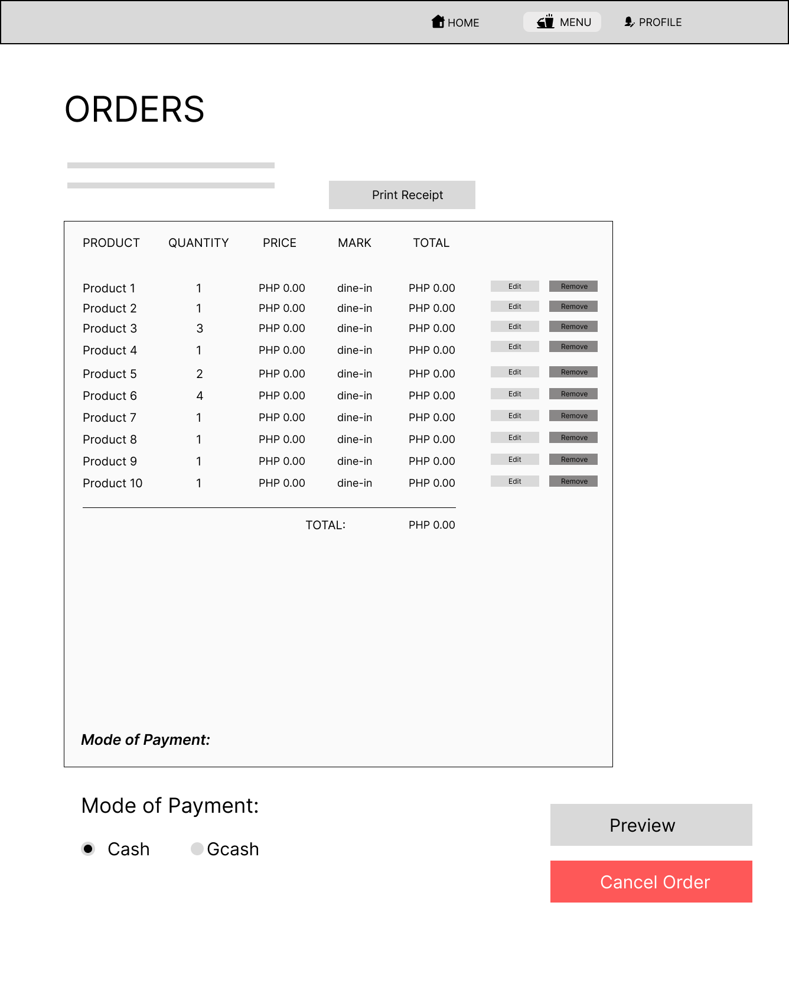 HOME MENU PROFILE
ORDERS
Print Receipt
PRODUCT QUANTITY PRICE MARK TOTAL
Product 1 1 PHP 0.00 dine-in PHP 0.00 Edit Remove
Product 2 1 PHP 0.00 dine-in PHP 0.00 Edit Remove
Product 3 3 PHP 0.00 dine-in PHP 0.00 Edit Remove
Product 4 1 PHP 0.00 dine-in PHP 0.00 Edit Remove
Product 5 2 PHP 0.00 dine-in PHP 0.00 Edit Remove
Product 6 4 PHP 0.00 dine-in PHP 0.00 Edit Remove
Product 7 1 PHP 0.00 dine-in PHP 0.00 Edit Remove
Product 8 1 PHP 0.00 dine-in PHP 0.00 Edit Remove
Product 9 1 PHP 0.00 dine-in PHP 0.00 Edit Remove
Product 10 1 PHP 0.00 dine-in PHP 0.00 Edit Remove
TOTAL: PHP 0.00
Mode of Payment:
Mode of Payment:
Cash Gcash
Preview
Cancel Order